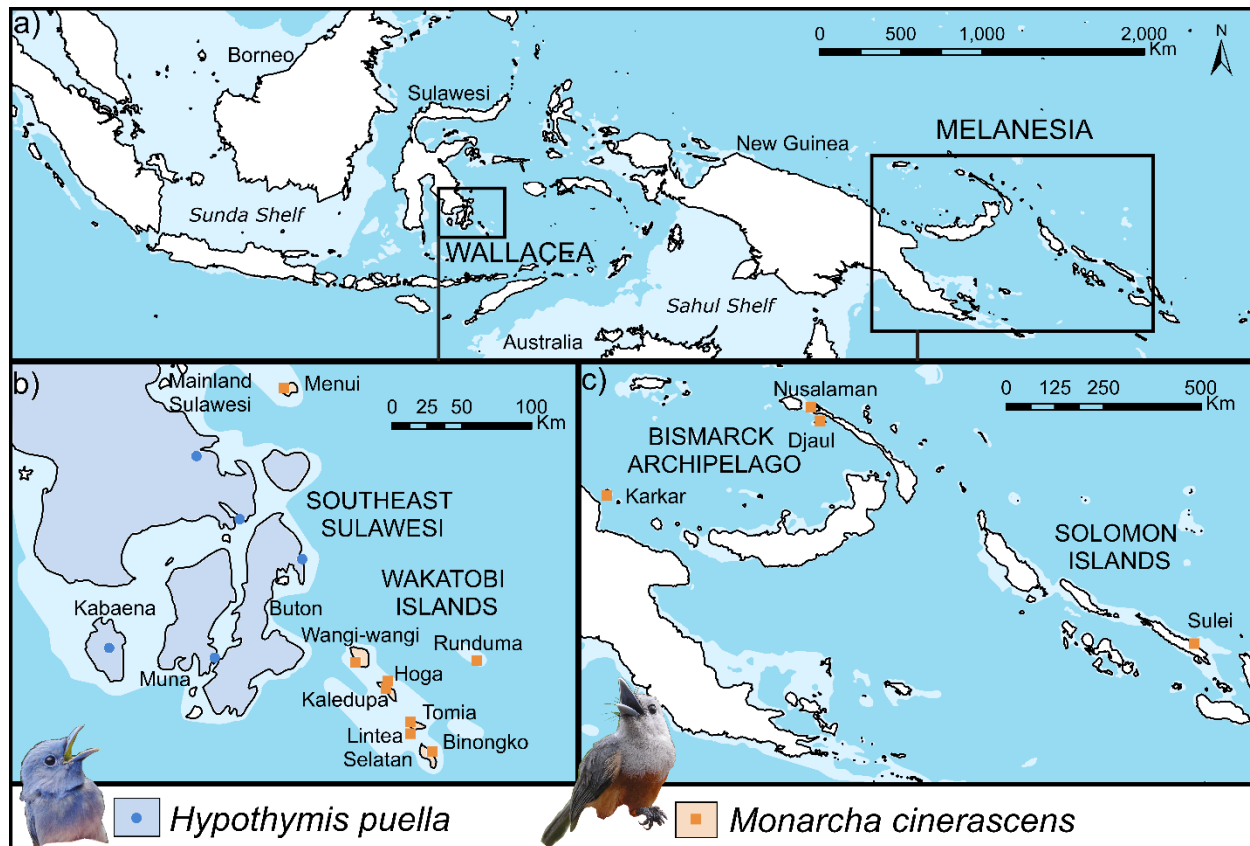 a)
Borneo
Sulawesi
0 500 1,000 2,000
Km
N
MELANESIA
New Guinea
Sunda Shelf
WALLACEA
Sahul Shelf
Australia
b)
Mainland
Sulawesi
Menui
0 25 50 100
Km
SOUTHEAST
SULAWESI
WAKATOBI
ISLANDS
Kabaena
Buton
Muna
Wangi-wangi
Runduma
Hoga
Kaledupa
Tomia
Lintea
Selatan
Binongko
c)
Nusalaman
0 125 250 500
Km
Djaul
BISMARCK
ARCHIPELAGO
Karkar
SOLOMON
ISLANDS
Sulei
Hypothymis puella
Monarcha cinerascens